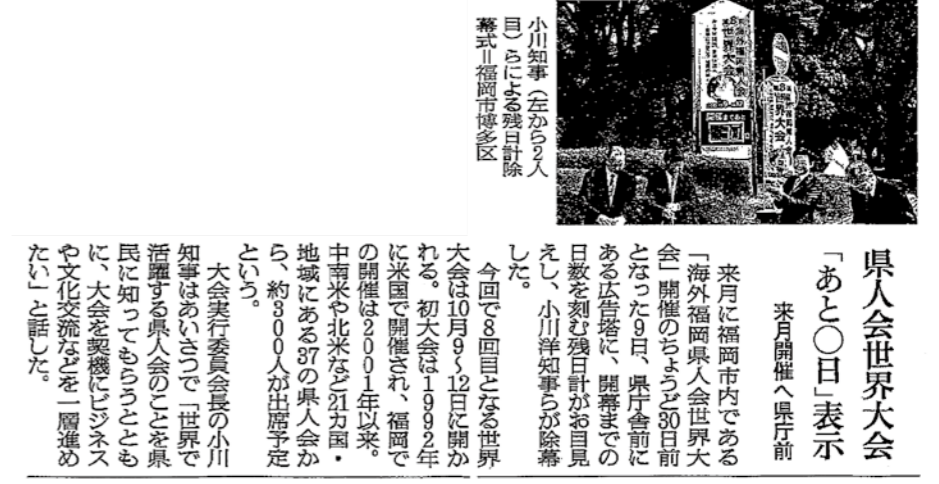 県人会世界大会
「あと〇日」表示
来月開催へ県庁前
来月に福岡市内である
「海外福岡県人会世界大
会」開催のちょうど30日前
となった9日、県庁舎前に
ある広告塔に、開幕までの
日数を刻む残日計がお目見
えし、小川洋知事らが除幕
した。
今回で8回目となる世界
大会は10月9〜12日に開か
れる。初大会は1992年
に米国で開催され、福岡で
の開催は2001年以来。
中南米や北米など21カ国・
地域にある37の県人会か
ら、約300人が出席予定
という。
大会実行委員会長の小川
知事はあいさつで「世界で
活躍する県人会のことを県
民に知ってもらうととも
に、大会を契機にビジネス
や文化交流などを一層進め
たい」と話した。
小川知事(左から2人
目)らによる残日計除
幕式=福岡市博多区
世界大会
世界大会